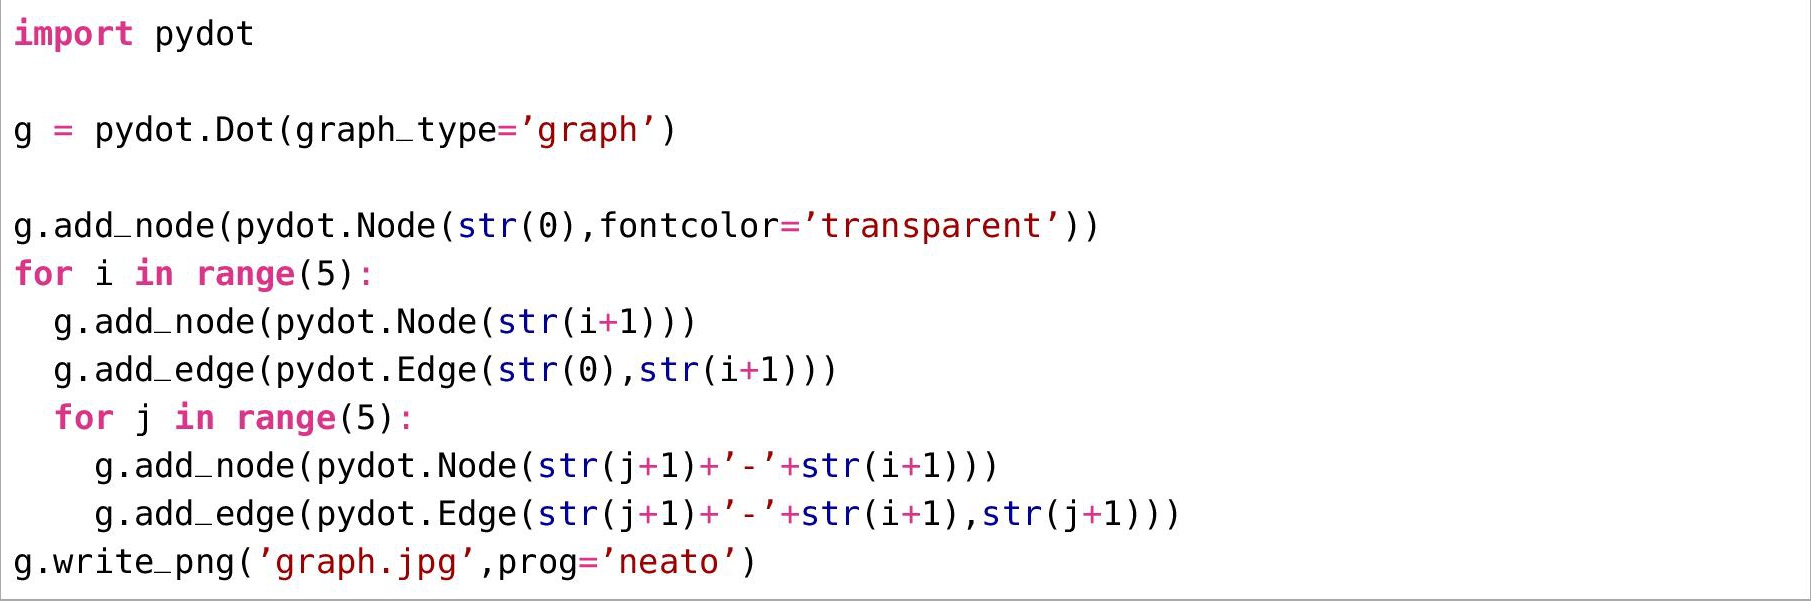 import pydot

g = pydot.Dot(graph_type=’graph’)

g.add_node(pydot.Node(str(0),fontcolor=’transparent’))
for i in range(5):
  g.add_node(pydot.Node(str(i+1)))
  g.add_edge(pydot.Edge(str(0),str(i+1)))
  for j in range(5):
    g.add_node(pydot.Node(str(j+1)+’-’+str(i+1)))
    g.add_edge(pydot.Edge(str(j+1)+’-’+str(i+1),str(j+1)))
g.write_png(’graph.jpg’,prog=’neato’)